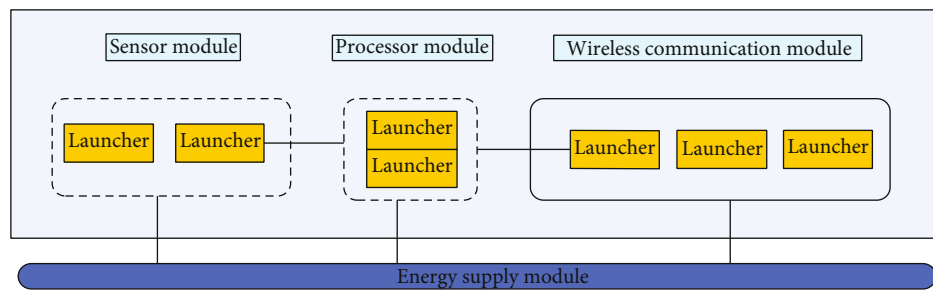 Sensor module
Processor module
Wireless communication module
Launcher
Launcher
Launcher
Launcher
Launcher
Launcher
Launcher
Energy supply module